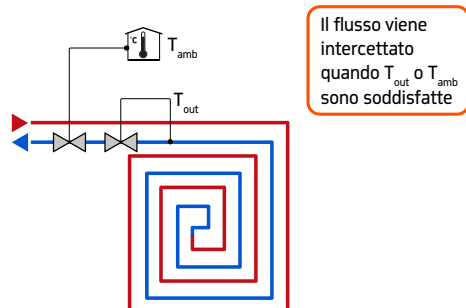 °C
T_amb
T_out
Il flusso viene
intercettato
quando T_out o T_amb
sono soddisfatte